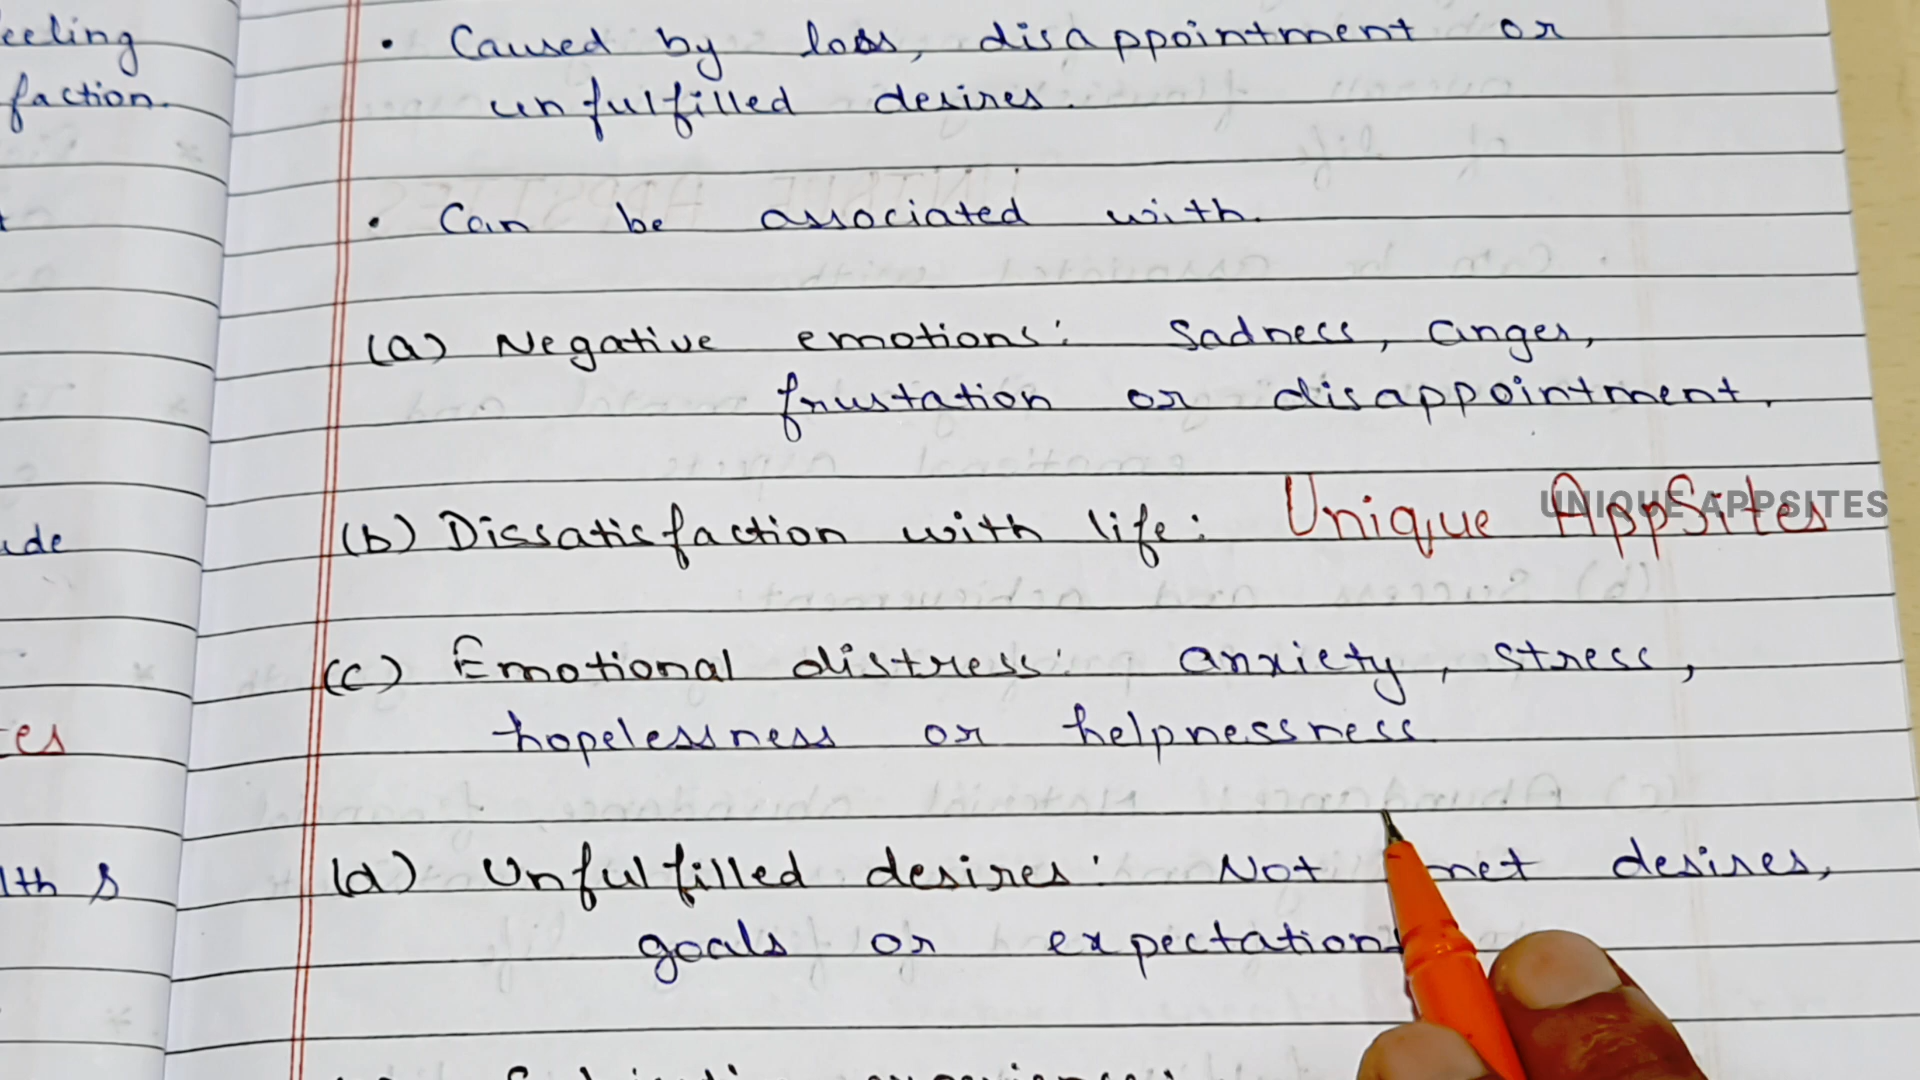 eeling
faction.
ade
es
lth &
• Caused by loss, disappointment or
unfulfilled desires.
• Can be associated with.
(a) Negative emotions: Sadness, anger,
frustation or disappointment.
(b) Dissatisfaction with life: Unique AppSites
UNIQUE APPSITES
(c) Emotional distress: anxiety, stress,
hopelessness or helpnessness
(d) Unfulfilled desires: Not met desires,
goals or expectations